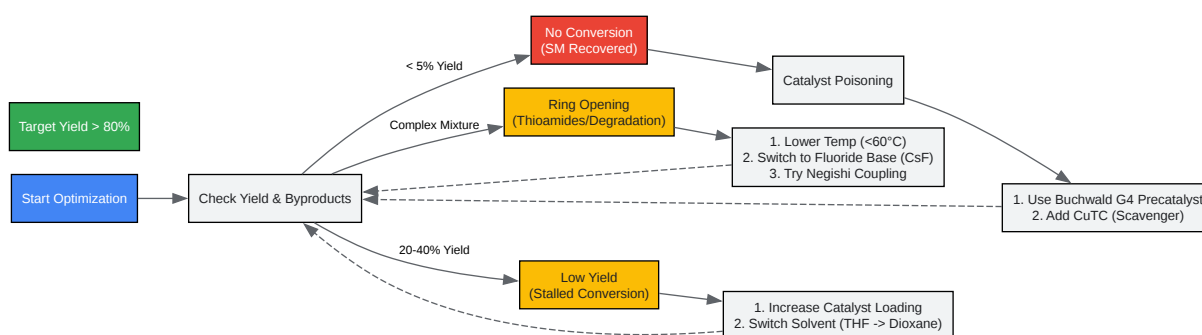 Target Yield > 80%
Start Optimization
Check Yield & Byproducts
< 5% Yield
No Conversion
(SM Recovered)
Catalyst Poisoning
Complex Mixture
Ring Opening
(Thioamides/Degradation)
1. Lower Temp (<60°C)
2. Switch to Fluoride Base (CsF)
3. Try Negishi Coupling
1. Use Buchwald G4 Precatalyst
2. Add CuTC (Scavenger)
20-40% Yield
Low Yield
(Stalled Conversion)
1. Increase Catalyst Loading
2. Switch Solvent (THF -> Dioxane)